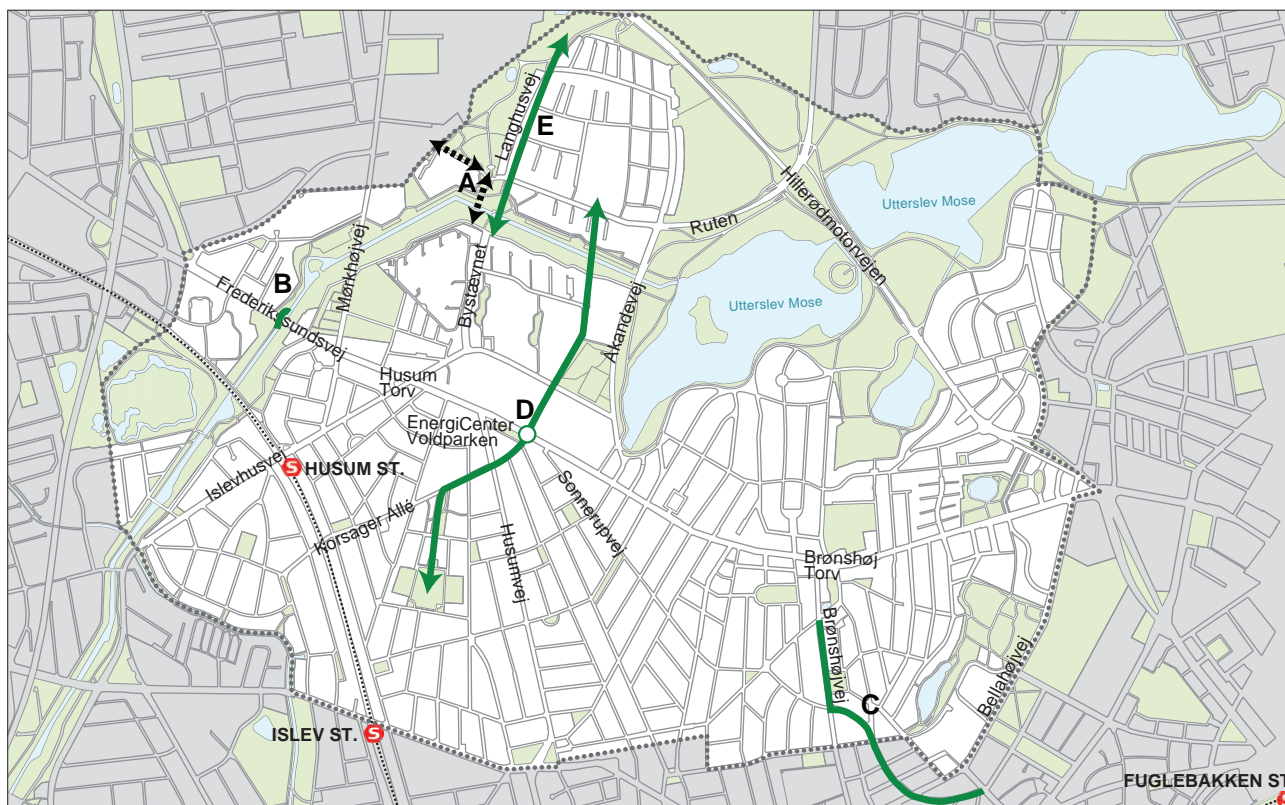 Langhusvej
E
A
Hillerødmotorvejen
Utterslev Mose
Ruten
Mørkhøjvej
B
Bystævnet
Frederikssundsvej
Utterslev Mose
Åkandevej
Husum
Torv
D
EnergiCenter
Voldparken
Islevhusvej
S HUSUM ST.
Sonnerupvej
Korsager Allé
Husumvej
Brønshøj
Torv
Brønshøjvej
Bellahøjvej
C
ISLEV ST. S
FUGLEBAKKEN ST
S